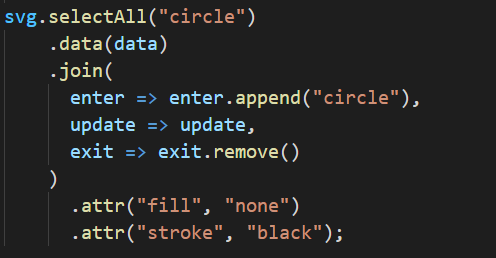 svg.selectAll("circle")
    .data(data)
    .join(
      enter => enter.append("circle"),
      update => update,
      exit => exit.remove()
    )
      .attr("fill", "none")
      .attr("stroke", "black");